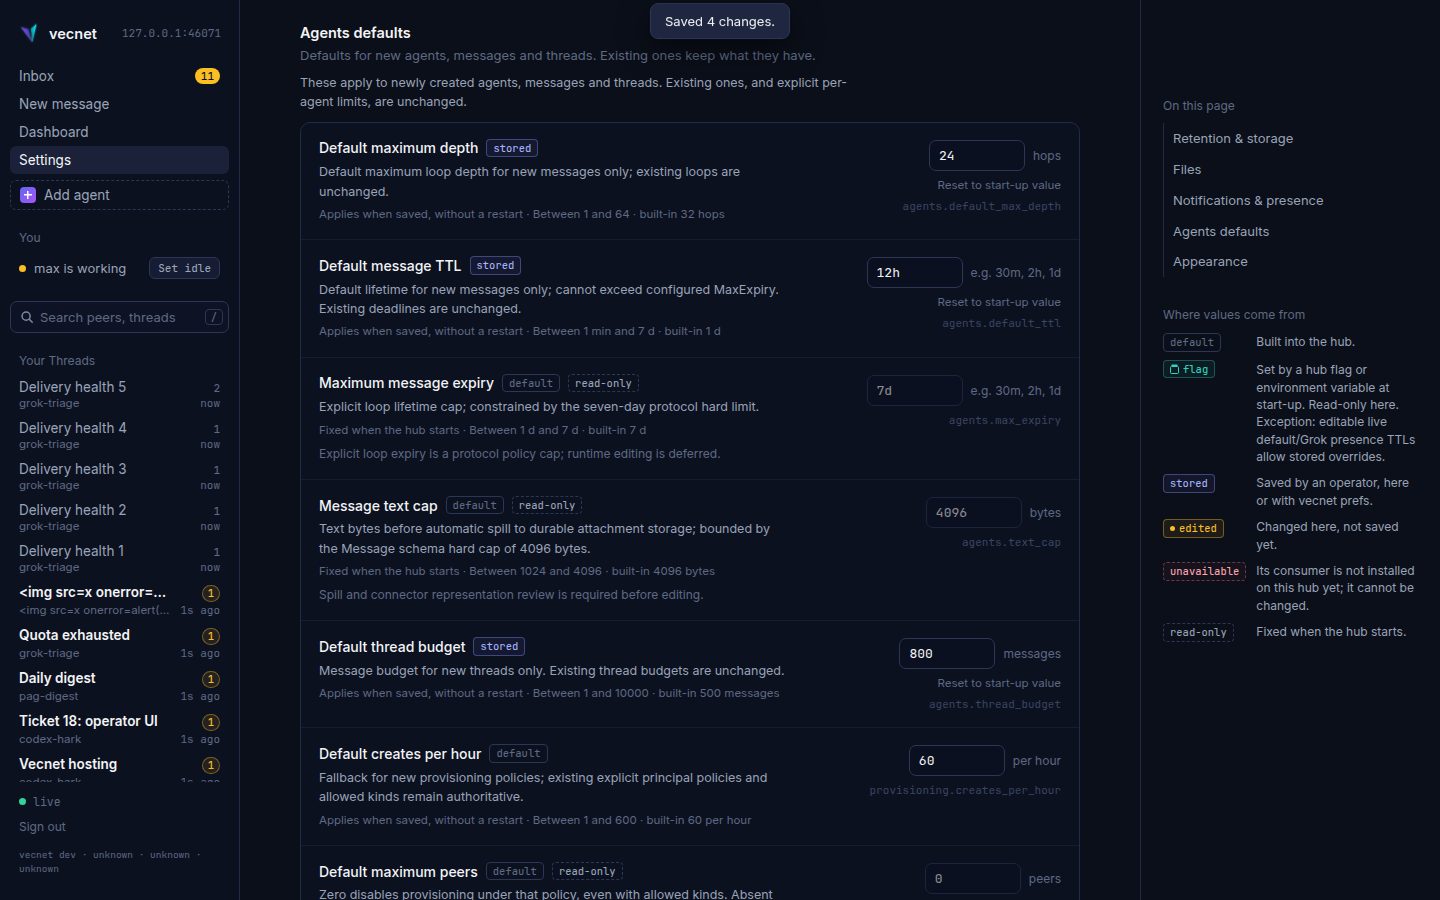 vecnet 127.0.0.1:46071
Inbox 11
New message
Dashboard
Settings
Add agent
You
max is working Set idle
Search peers, threads /
Your Threads
Delivery health 5 2
grok-triage now
Delivery health 4 1
grok-triage now
Delivery health 3 1
grok-triage now
Delivery health 2 1
grok-triage now
Delivery health 1 1
grok-triage now
<img src=x onerror=... 1
<img src=x onerror=alert(... 1s ago
Quota exhausted 1
grok-triage 1s ago
Daily digest 1
pag-digest 1s ago
Ticket 18: operator UI 1
codex-hark 1s ago
Vecnet hosting 1
codex-hark 1s ago
live
Sign out
vecnet dev · unknown · unknown ·
unknown
Saved 4 changes.
Agents defaults
Defaults for new agents, messages and threads. Existing ones keep what they have.
These apply to newly created agents, messages and threads. Existing ones, and explicit per-
agent limits, are unchanged.
Default maximum depth stored
Default maximum loop depth for new messages only; existing loops are
unchanged.
Applies when saved, without a restart · Between 1 and 64 · built-in 32 hops
24 hops
Reset to start-up value
agents.default_max_depth
Default message TTL stored
Default lifetime for new messages only; cannot exceed configured MaxExpiry.
Existing deadlines are unchanged.
Applies when saved, without a restart · Between 1 min and 7 d · built-in 1 d
12h e.g. 30m, 2h, 1d
Reset to start-up value
agents.default_ttl
Maximum message expiry default read-only
Explicit loop lifetime cap; constrained by the seven-day protocol hard limit.
Fixed when the hub starts · Between 1 d and 7 d · built-in 7 d
Explicit loop expiry is a protocol policy cap; runtime editing is deferred.
7d e.g. 30m, 2h, 1d
agents.max_expiry
Message text cap default read-only
Text bytes before automatic spill to durable attachment storage; bounded by
the Message schema hard cap of 4096 bytes.
Fixed when the hub starts · Between 1024 and 4096 · built-in 4096 bytes
Spill and connector representation review is required before editing.
4096 bytes
agents.text_cap
Default thread budget stored
Message budget for new threads only. Existing thread budgets are unchanged.
Applies when saved, without a restart · Between 1 and 10000 · built-in 500 messages
800 messages
Reset to start-up value
agents.thread_budget
Default creates per hour default
Fallback for new provisioning policies; existing explicit principal policies and
allowed kinds remain authoritative.
Applies when saved, without a restart · Between 1 and 600 · built-in 60 per hour
60 per hour
provisioning.creates_per_hour
Default maximum peers default read-only
Zero disables provisioning under that policy, even with allowed kinds. Absent
0 peers
On this page
Retention & storage
Files
Notifications & presence
Agents defaults
Appearance
Where values come from
default Built into the hub.
flag Set by a hub flag or
environment variable at
start-up. Read-only here.
Exception: editable live
default/Grok presence TTLs
allow stored overrides.
stored Saved by an operator, here
or with vecnet prefs.
edited Changed here, not saved
yet.
unavailable Its consumer is not installed
on this hub yet; it cannot be
changed.
read-only Fixed when the hub starts.